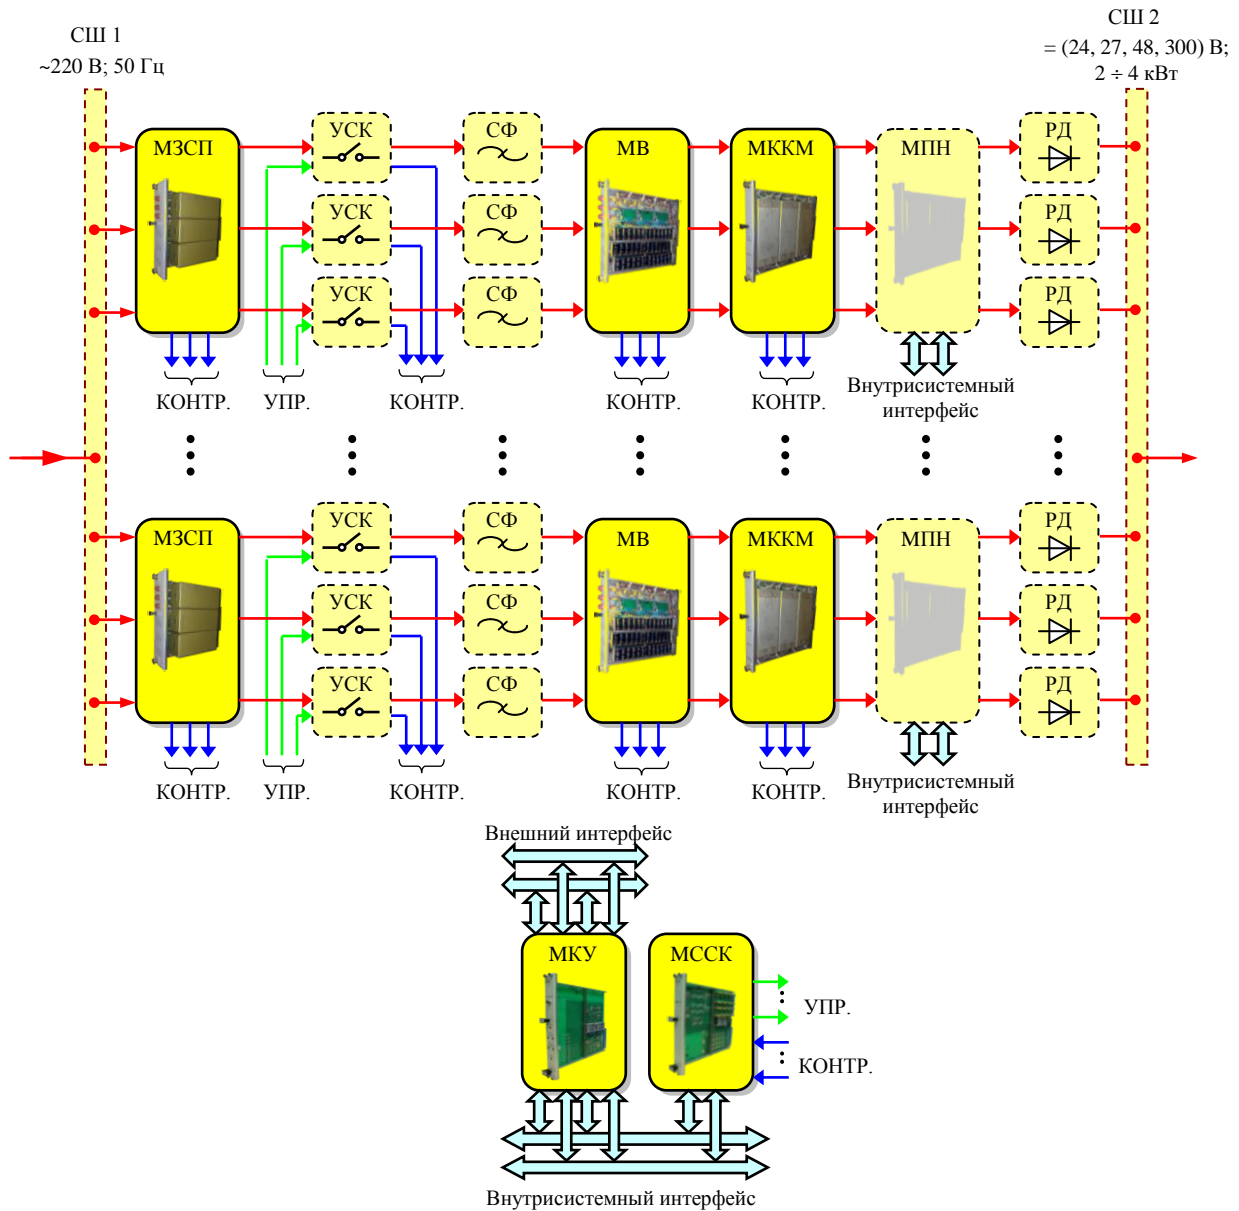 СШ 1
~220 В; 50 Гц
СШ 2
= (24, 27, 48, 300) В;
2 ÷ 4 кВт
МЗСП
УСК
СФ
МВ
МККМ
МПН
РД
УСК
СФ
РД
УСК
СФ
РД
КОНТР.
УПР.
КОНТР.
КОНТР.
КОНТР.
Внутрисистемный
интерфейс
МЗСП
УСК
СФ
МВ
МККМ
МПН
РД
УСК
СФ
РД
УСК
СФ
РД
КОНТР.
УПР.
КОНТР.
КОНТР.
КОНТР.
Внутрисистемный
интерфейс
Внешний интерфейс
МКУ
МССК
УПР.
КОНТР.
Внутрисистемный интерфейс